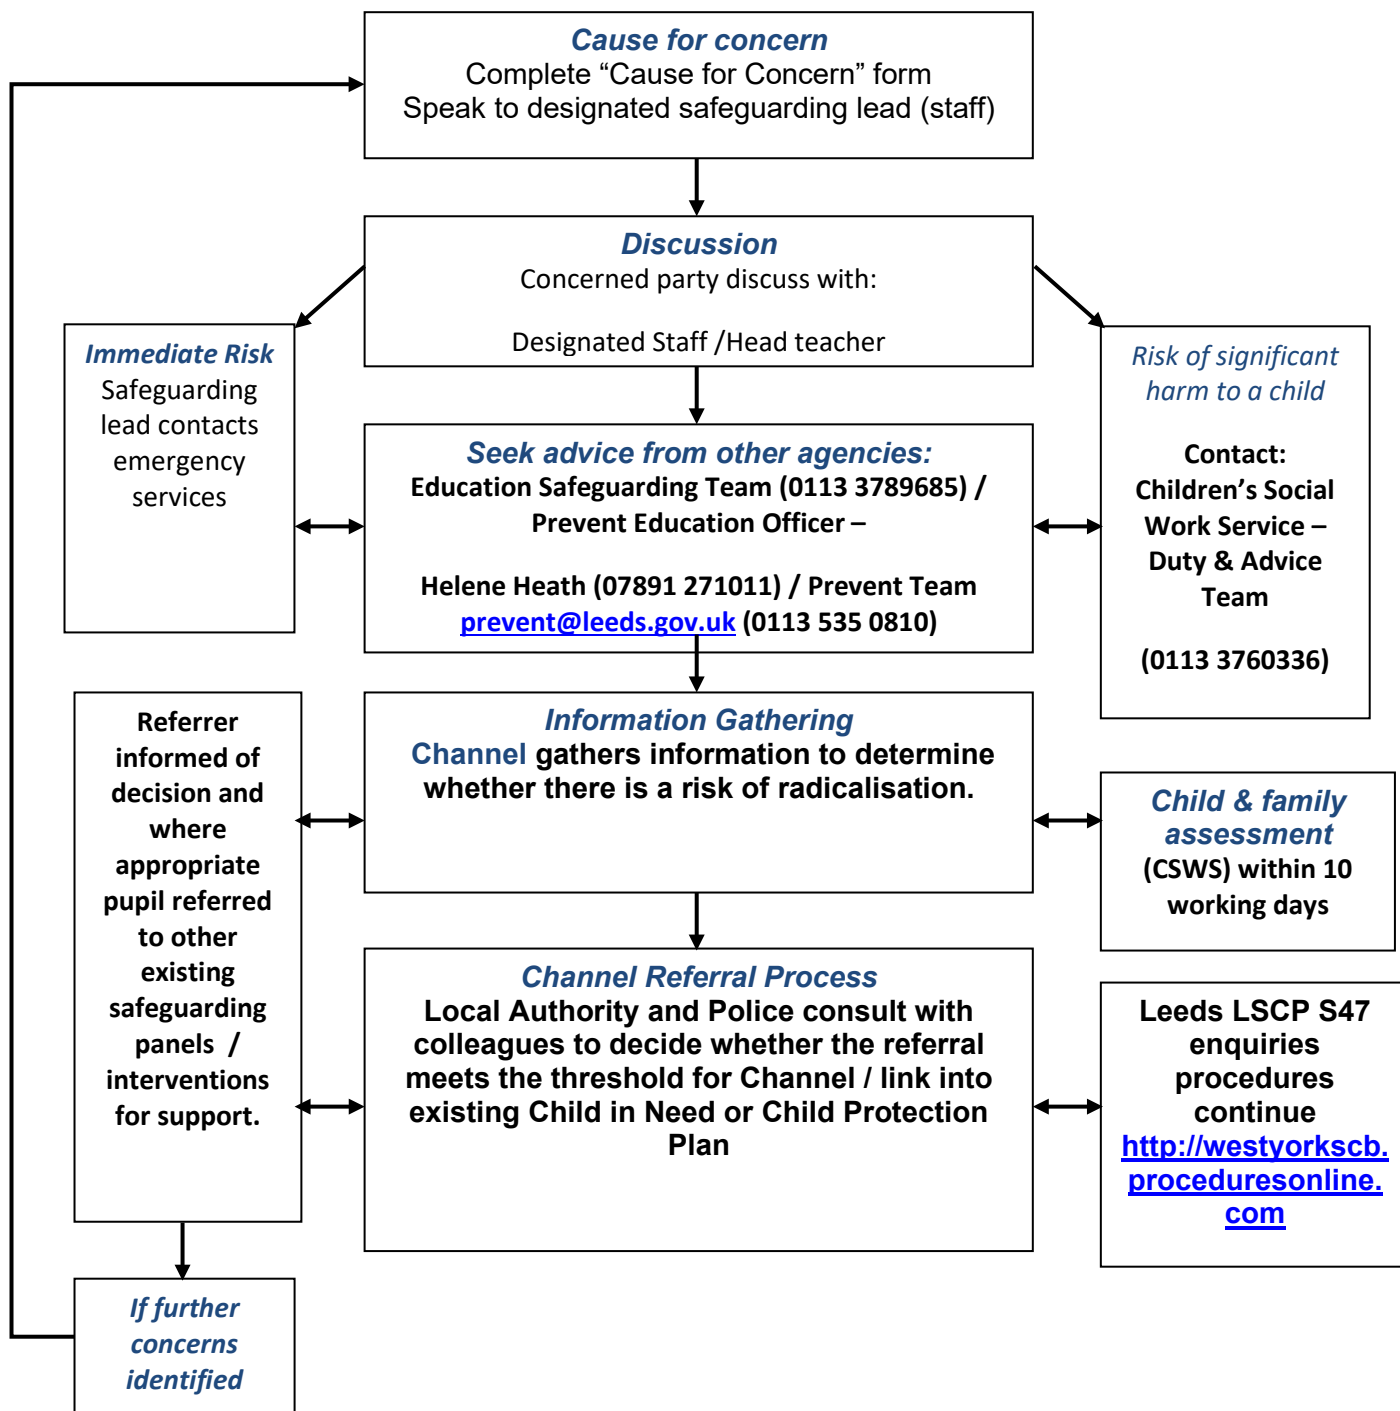 Cause for concern
Complete “Cause for Concern” form
Speak to designated safeguarding lead (staff)
Discussion
Concerned party discuss with:
Designated Staff /Head teacher
Immediate Risk
Safeguarding
lead contacts
emergency
services
Seek advice from other agencies:
Education Safeguarding Team (0113 3789685) /
Prevent Education Officer –
Helene Heath (07891 271011) / Prevent Team
prevent@leeds.gov.uk (0113 535 0810)
Risk of significant
harm to a child
Contact:
Children’s Social
Work Service –
Duty & Advice
Team
(0113 3760336)
Referrer
informed of
decision and
where
appropriate
pupil referred
to other
existing
safeguarding
panels /
interventions
for support.
Information Gathering
Channel gathers information to determine
whether there is a risk of radicalisation.
Child & family
assessment
(CSWS) within 10
working days
Channel Referral Process
Local Authority and Police consult with
colleagues to decide whether the referral
meets the threshold for Channel / link into
existing Child in Need or Child Protection
Plan
Leeds LSCP S47
enquiries
procedures
continue
http://westyorkscb.
proceduresonline.
com
If further
concerns
identified